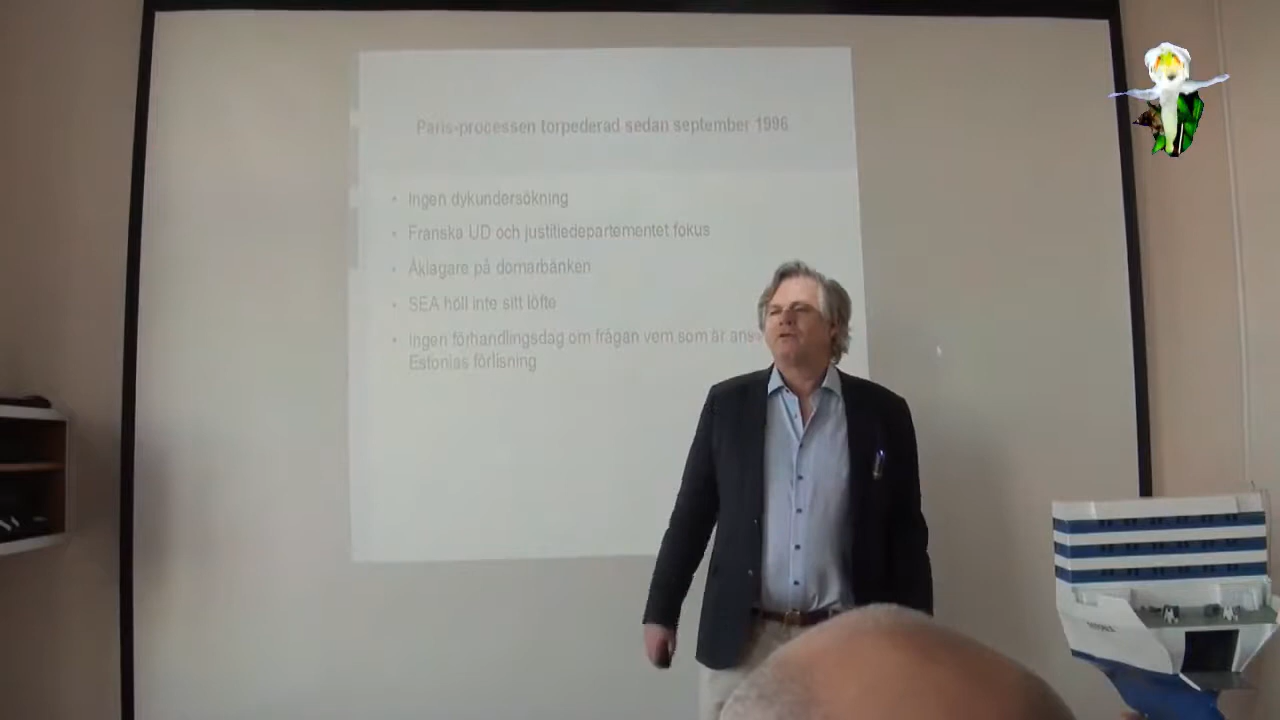 Paris-processen torpederad sedan september 1996
• Ingen dykundersökning
• Franska UD och justitiedepartementet fokus
• Åklagare på domarbänken
• SEA höll inte sitt löfte
• Ingen förhandlingsdag om frågan vem som är ans
Estonias förlisning